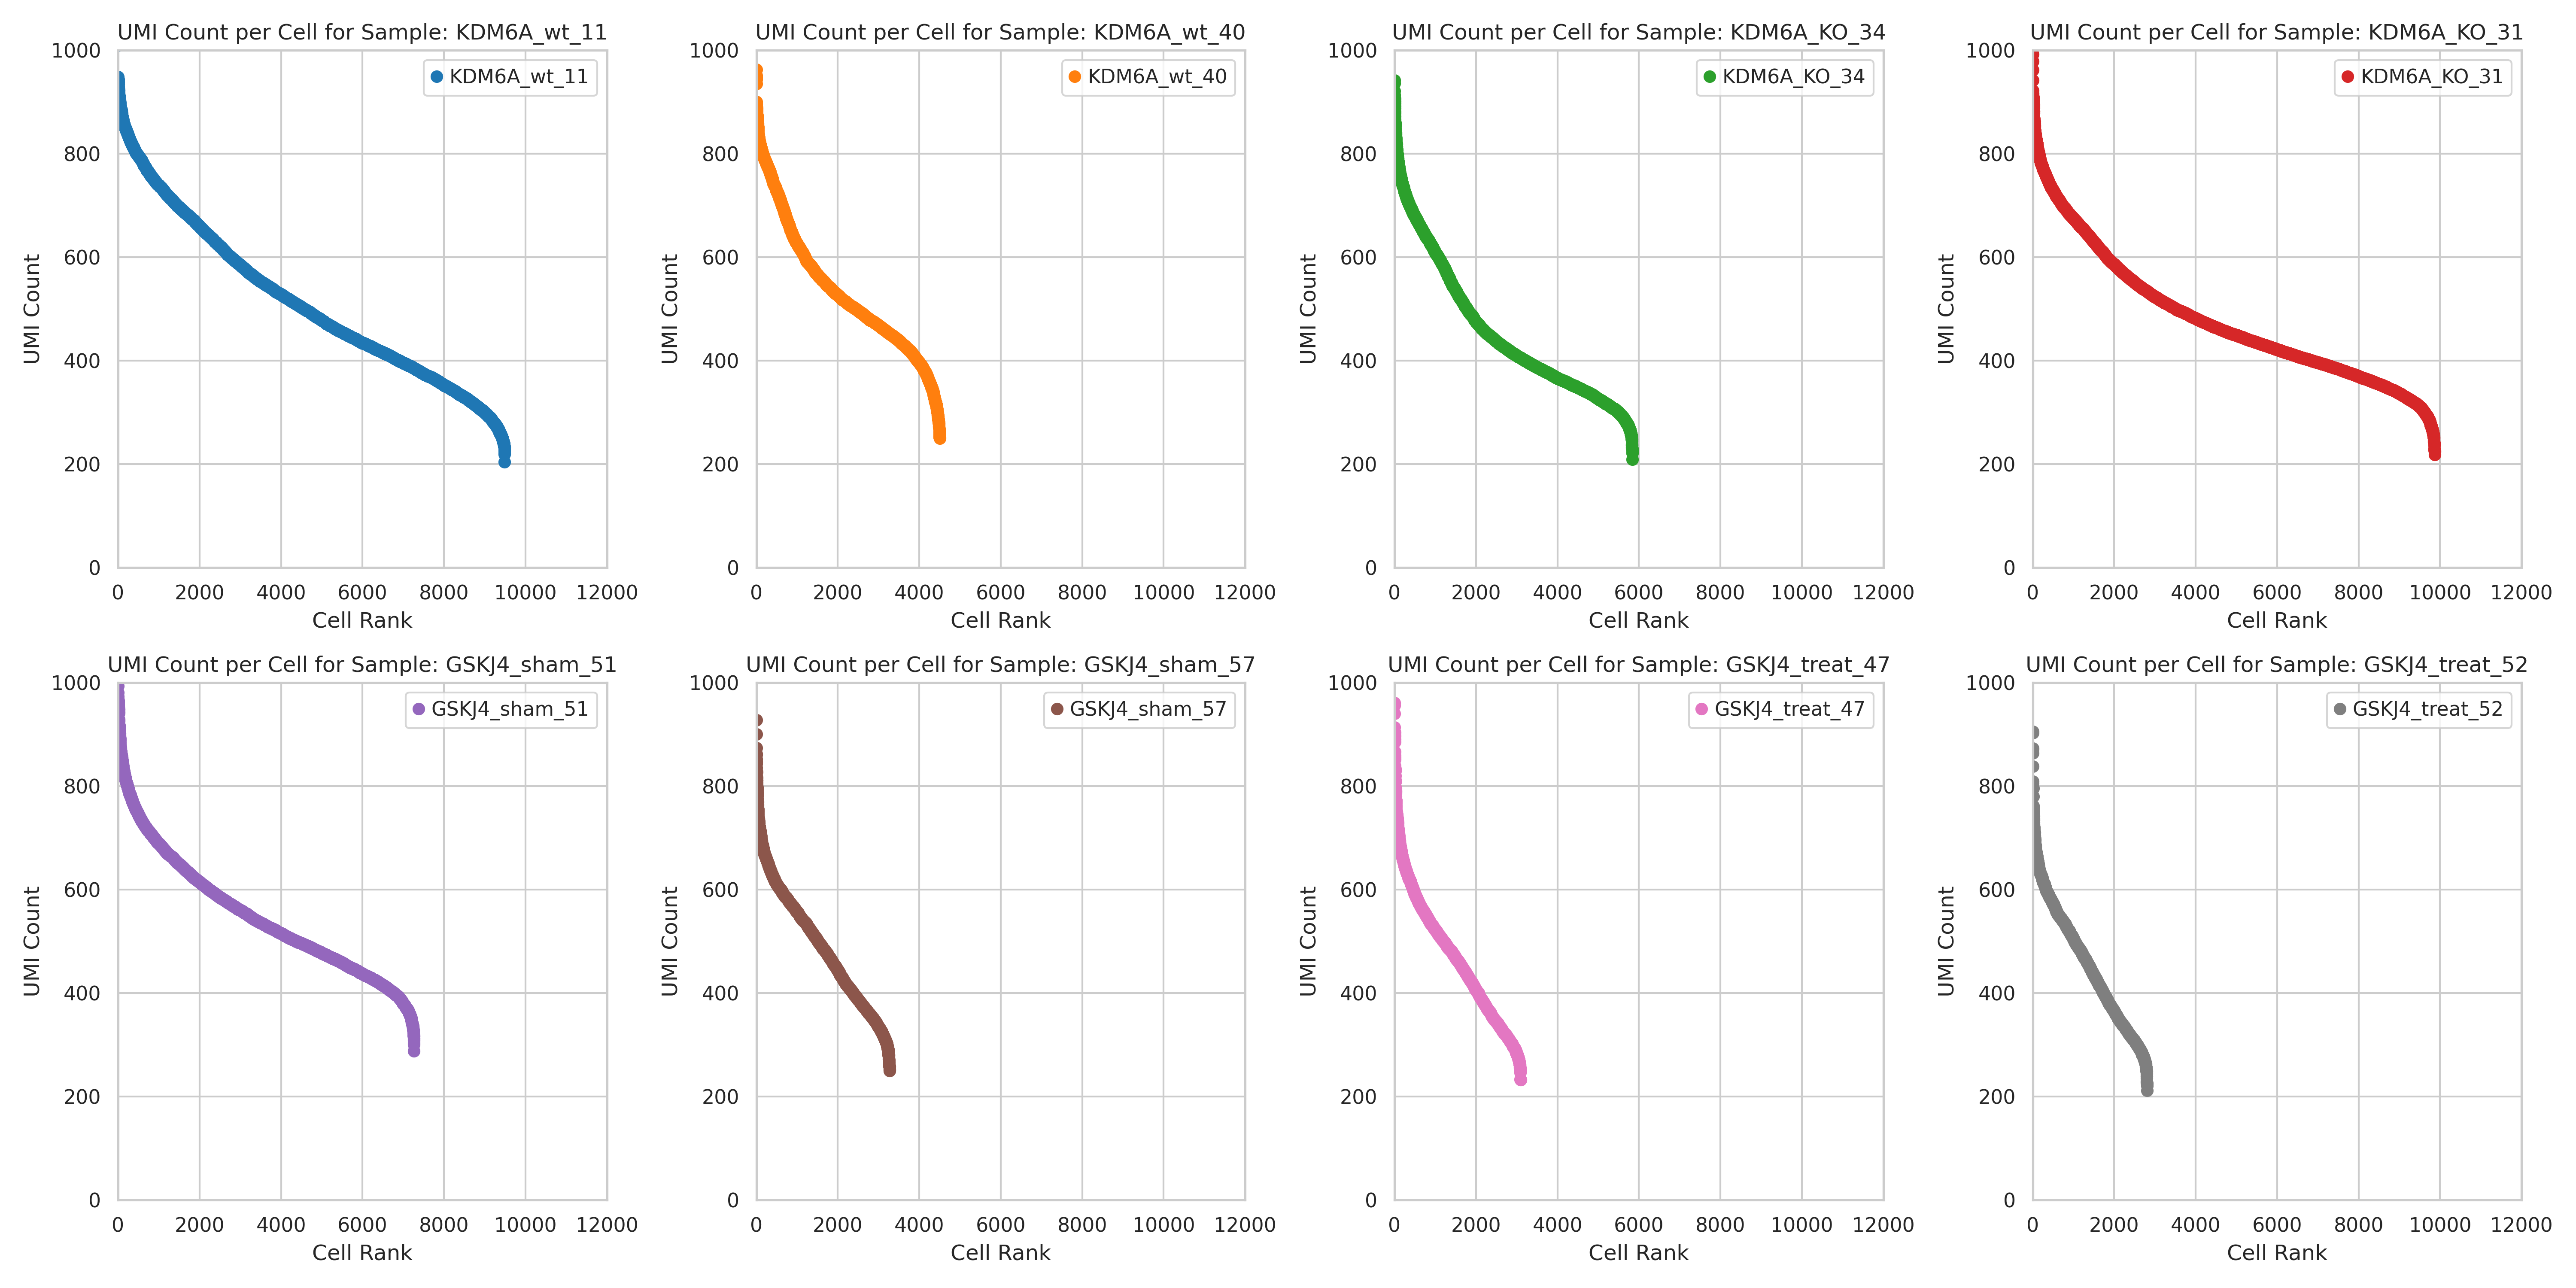 UMI Count per Cell for Sample: KDM6A_wt_11
1000
800
600
400
200
0
UMI Count
KDM6A_wt_11
0 2000 4000 6000 8000 10000 12000
Cell Rank
UMI Count per Cell for Sample: KDM6A_wt_40
1000
800
600
400
200
0
UMI Count
KDM6A_wt_40
0 2000 4000 6000 8000 10000 12000
Cell Rank
UMI Count per Cell for Sample: KDM6A_KO_34
1000
800
600
400
200
0
UMI Count
KDM6A_KO_34
0 2000 4000 6000 8000 10000 12000
Cell Rank
UMI Count per Cell for Sample: KDM6A_KO_31
1000
800
600
400
200
0
UMI Count
KDM6A_KO_31
0 2000 4000 6000 8000 10000 12000
Cell Rank
UMI Count per Cell for Sample: GSKJ4_sham_51
1000
800
600
400
200
0
UMI Count
GSKJ4_sham_51
0 2000 4000 6000 8000 10000 12000
Cell Rank
UMI Count per Cell for Sample: GSKJ4_sham_57
1000
800
600
400
200
0
UMI Count
GSKJ4_sham_57
0 2000 4000 6000 8000 10000 12000
Cell Rank
UMI Count per Cell for Sample: GSKJ4_treat_47
1000
800
600
400
200
0
UMI Count
GSKJ4_treat_47
0 2000 4000 6000 8000 10000 12000
Cell Rank
UMI Count per Cell for Sample: GSKJ4_treat_52
1000
800
600
400
200
0
UMI Count
GSKJ4_treat_52
0 2000 4000 6000 8000 10000 12000
Cell Rank